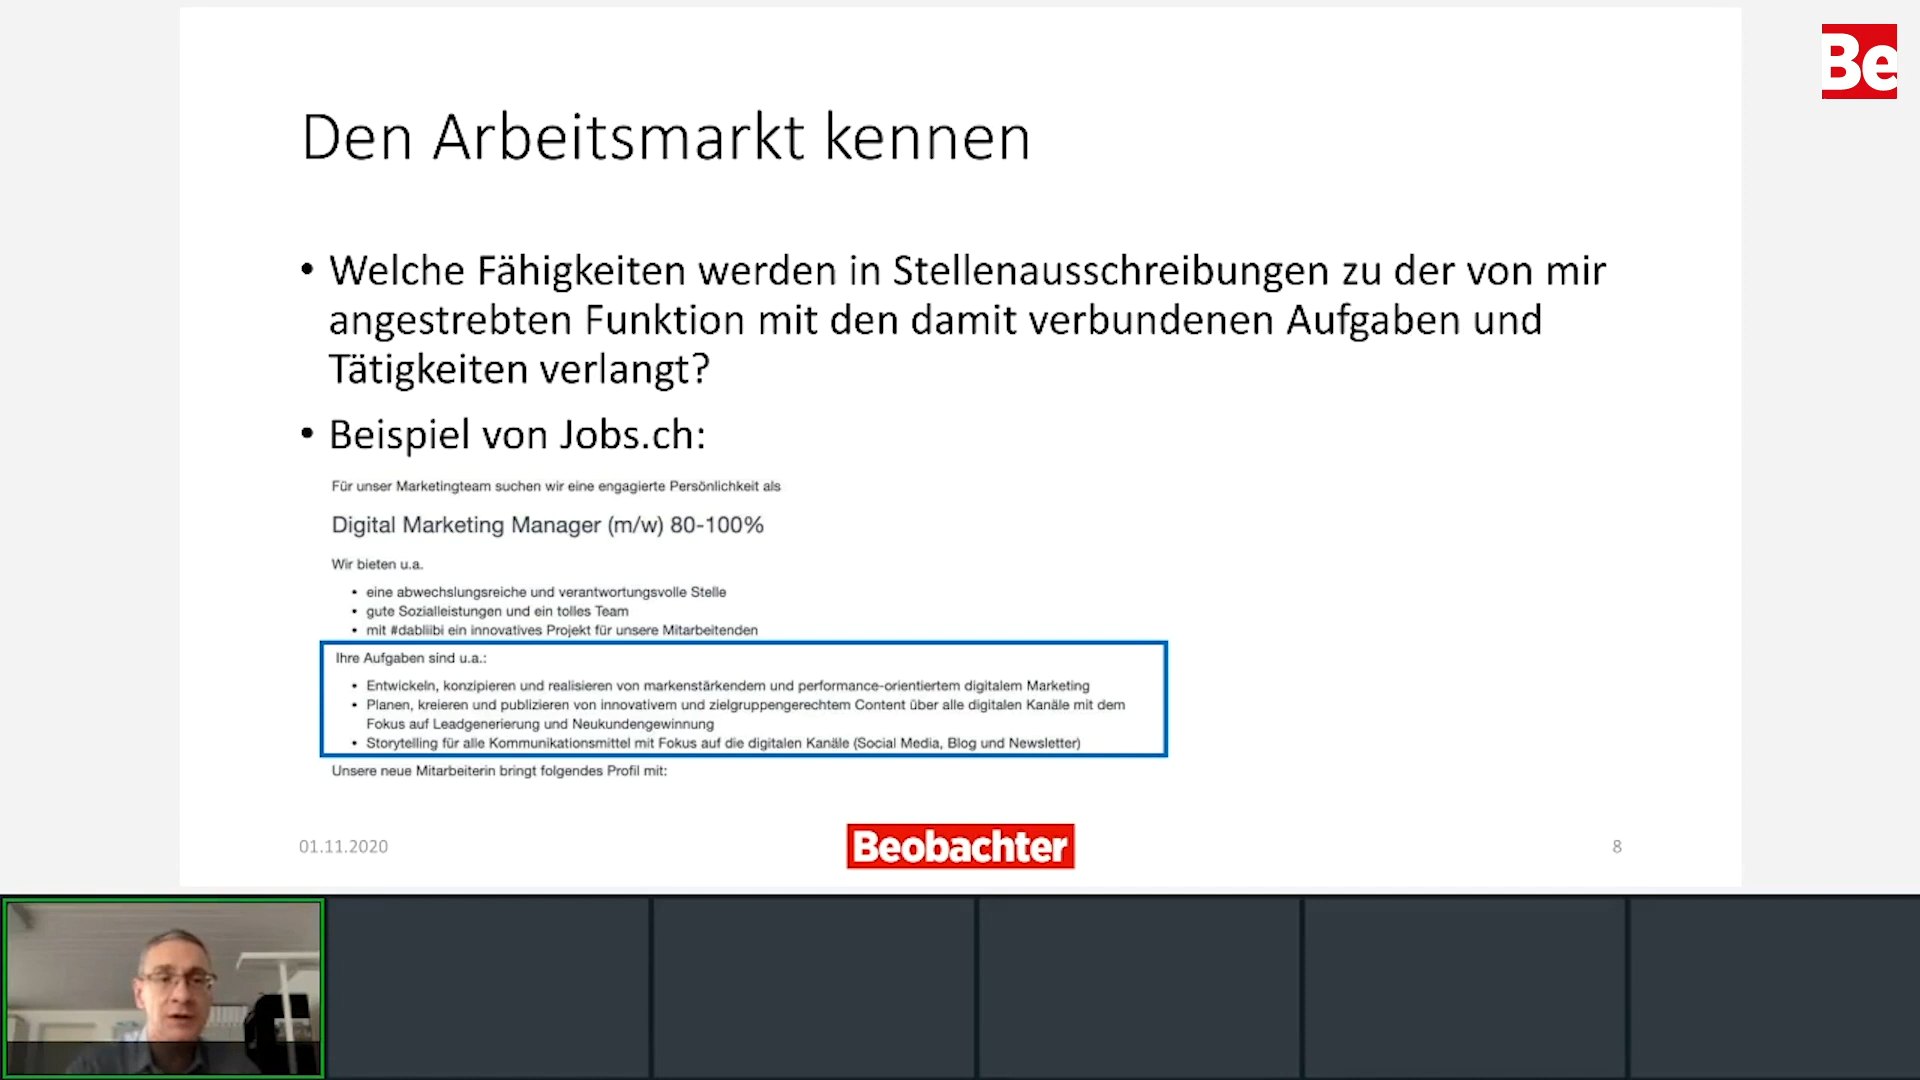 Be
Den Arbeitsmarkt kennen
• Welche Fähigkeiten werden in Stellenausschreibungen zu der von mir
angestrebten Funktion mit den damit verbundenen Aufgaben und
Tätigkeiten verlangt?
• Beispiel von Jobs.ch:
Für unser Marketingteam suchen wir eine engagierte Persönlichkeit als
Digital Marketing Manager (m/w) 80-100%
Wir bieten u.a.
• eine abwechslungsreiche und verantwortungsvolle Stelle
• gute Sozialleistungen und ein tolles Team
• mit #dabliibi ein innovatives Projekt für unsere Mitarbeitenden
Ihre Aufgaben sind u.a.:
• Entwickeln, konzipieren und realisieren von markenstärkendem und performance-orientiertem digitalem Marketing
• Planen, kreieren und publizieren von innovativem und zielgruppengerechtem Content über alle digitalen Kanäle mit dem
Fokus auf Leadgenerierung und Neukundengewinnung
• Storytelling für alle Kommunikationsmittel mit Fokus auf die digitalen Kanäle (Social Media, Blog und Newsletter)
Unsere neue Mitarbeiterin bringt folgendes Profil mit:
01.11.2020
Beobachter
8